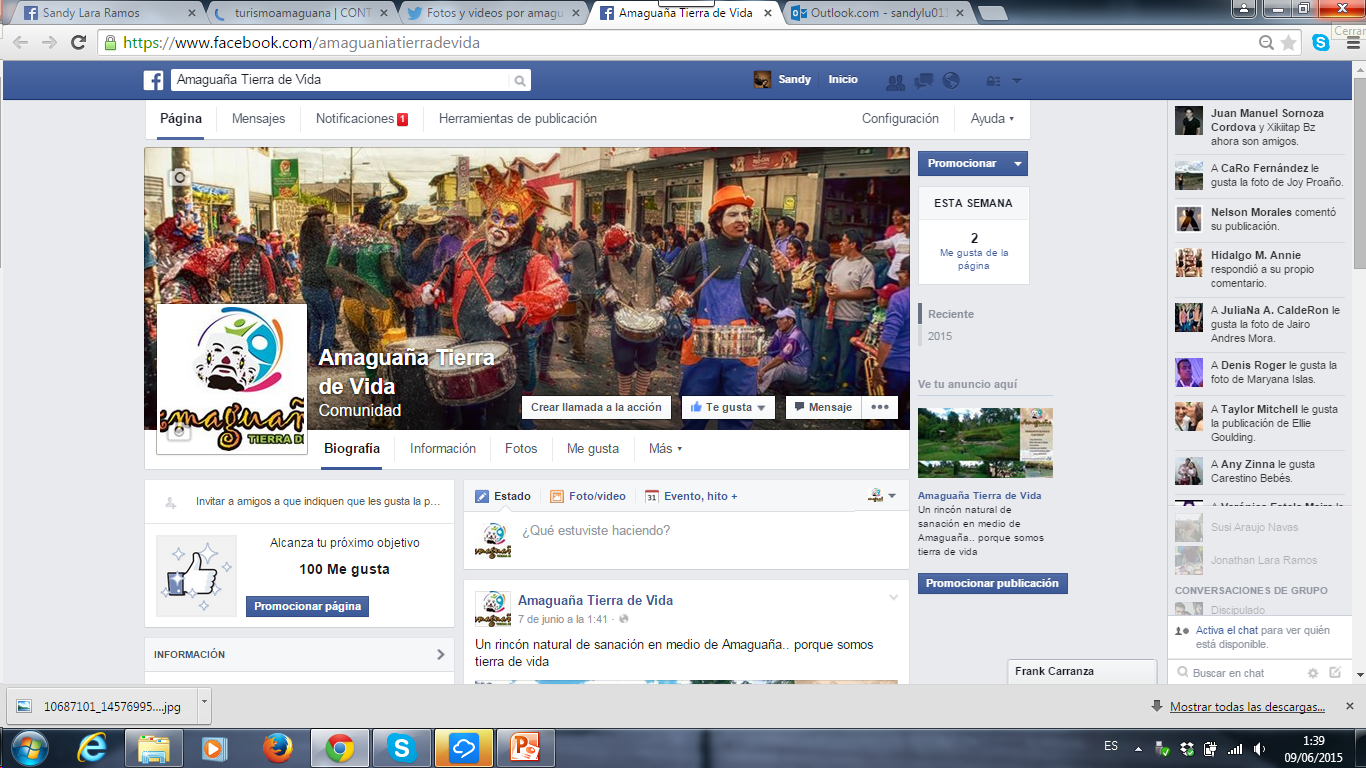 Sandy Lara Ramos
turismoamaguana | CONT
Fotos y videos por amagu
Amaguaña Tierra de Vida
Outlook.com - sandylu011
Cerrar
https://www.facebook.com/amaguaniatierradevida
Amaguaña Tierra de Vida
Sandy
Inicio
Página
Mensajes
Notificaciones 1
Herramientas de publicación
Configuración
Ayuda
Promocionar
ESTA SEMANA
2
Me gusta de la
página
Reciente
2015
Amaguaña Tierra
de Vida
Comunidad
amaguañ
TIERRA D
Crear llamada a la acción
Te gusta
Mensaje
Biografía
Información
Fotos
Me gusta
Más
Ve tu anuncio aquí
Amaguaña Tierra de Vida
Un rincón natural de
sanación en medio de
Amaguaña.. porque somos
tierra de vida
Promocionar publicación
Invitar a amigos a que indiquen que les gusta la p...
Alcanza tu próximo objetivo
100 Me gusta
Promocionar página
INFORMACIÓN
Estado
Foto/video
31
Evento, hito +
¿Qué estuviste haciendo?
Amaguaña Tierra de Vida
7 de junio a la 1:41 ·
Un rincón natural de sanación en medio de Amaguaña.. porque somos
tierra de vida
Juan Manuel Sornoza
Cordova y Xikiitap Bz
ahora son amigos.
A CaRo Fernández le
gusta la foto de Joy Proaño.
Nelson Morales comentó
su publicación.
Hidalgo M. Annie
respondió a su propio
comentario.
A JuliaNa A. CaldeRon le
gusta la foto de Jairo
Andres Mora.
A Denis Roger le gusta la
foto de Maryana Islas.
A Taylor Mitchell le gusta
la publicación de Ellie
Goulding.
A Any Zinna le gusta
Carestino Bebés.
Susi Araujo Navas
Jonathan Lara Ramos
CONVERSACIONES DE GRUPO
Discipulado
Activa el chat para ver quién
está disponible.
Buscar en chat
Frank Carranza
10687101_14576995....jpg
Mostrar todas las descargas...
ES
1:39
09/06/2015